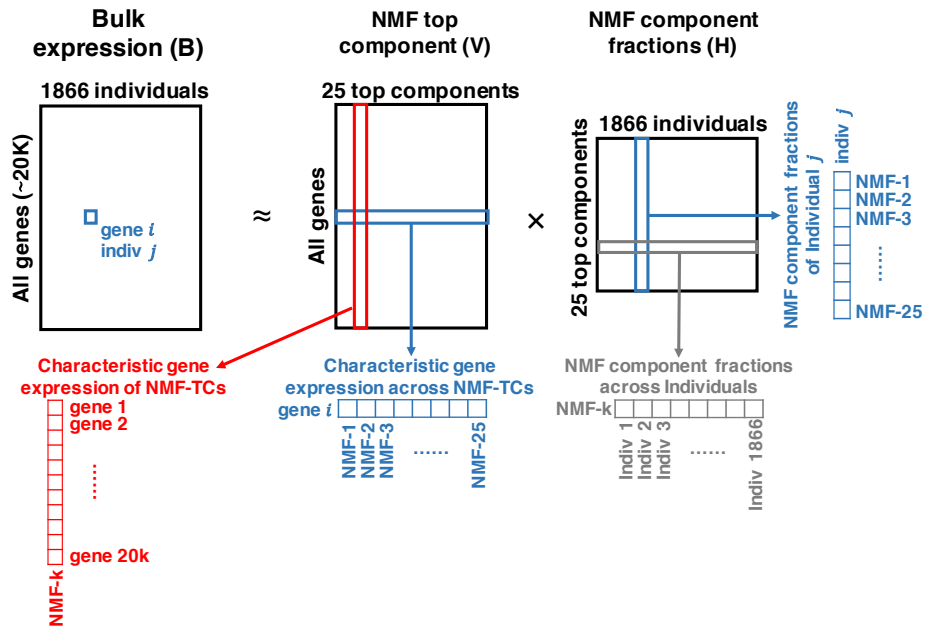 Bulk
expression (B)
1866 individuals
All genes (~20K)
gene i
indiv j
≈
NMF top
component (V)
25 top components
All genes
×
NMF component
fractions (H)
1866 individuals
25 top components
NMF component fractions
of Individual j
indiv j
NMF-1
NMF-2
NMF-3
......
NMF-25
Characteristic gene
expression of NMF-TCs
gene 1
gene 2
......
gene 20k
NMF-k
Characteristic gene
expression across NMF-TCs
gene i
NMF-1
NMF-2
NMF-3
......
NMF-25
NMF component fractions
across Individuals
NMF-k
Indiv 1
Indiv 2
Indiv 3
......
Indiv 1866